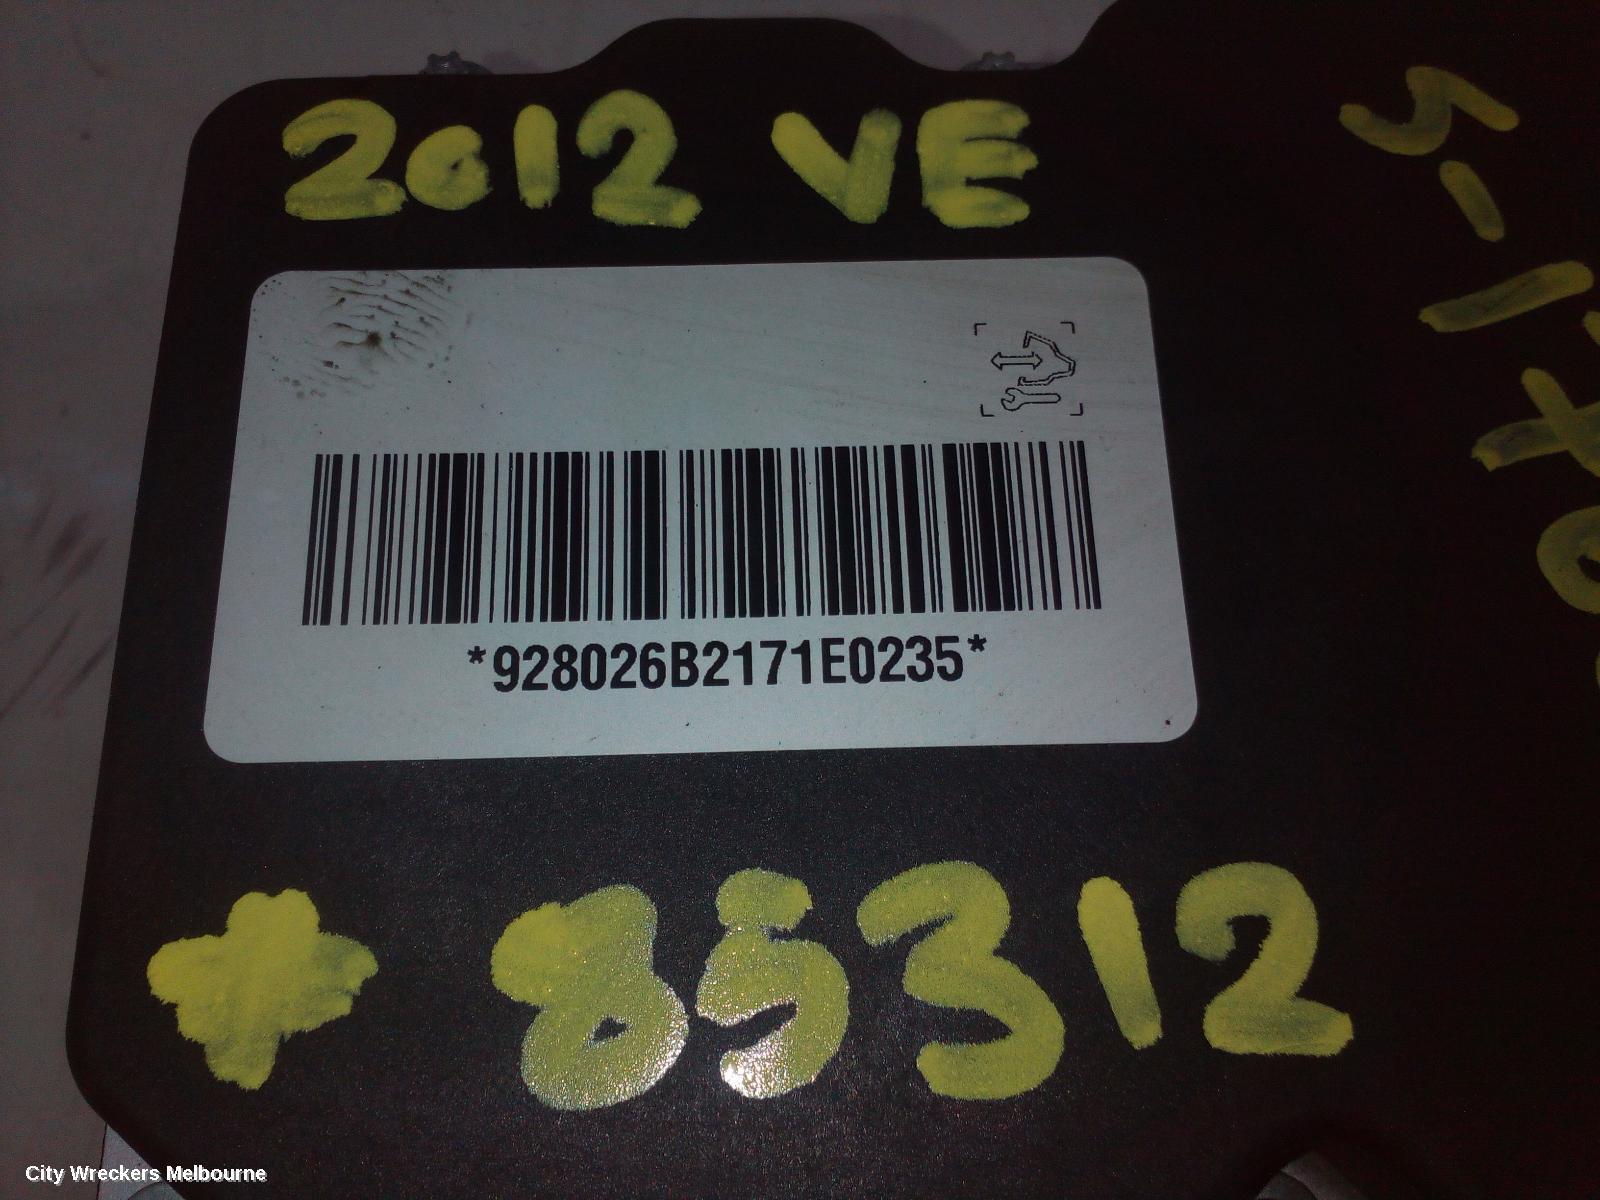 2012 VE
*928026B2171E0235*
* 85312
City Wreckers Melbourne